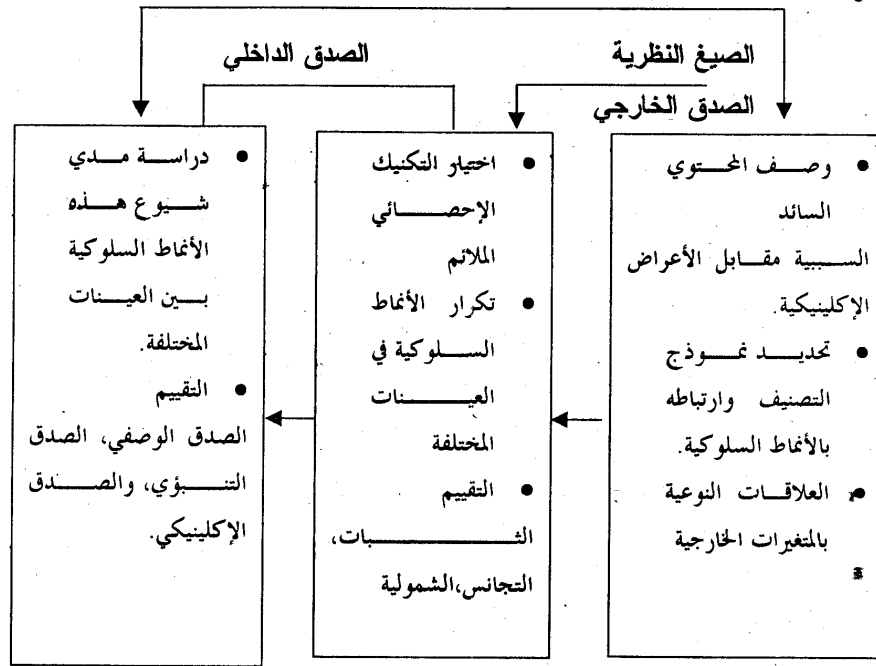 الصيغ النظرية
الصدق الخارجي
الصدق الداخلي
• وصف المحتوي
السائد
السببية مقابل الأعراض
الإكلينيكية.
• تحديد نموذج
التصنيف وارتباطه
بالأنماط السلوكية.
• العلاقات النوعية
بالمتغيرات الخارجية
• اختيار التكنيك
الإحصائي
الملائم
• تكرار الأنماط
السلوكية في
العينات
المختلفة
• التقييم
الثبات،
التجانس،الشمولية
• دراسة مدي
شيوع هذه
الأنماط السلوكية
بين العينات
المختلفة.
• التقييم
الصدق الوصفي، الصدق
التنبؤي، والصدق
الإكلينيكي.